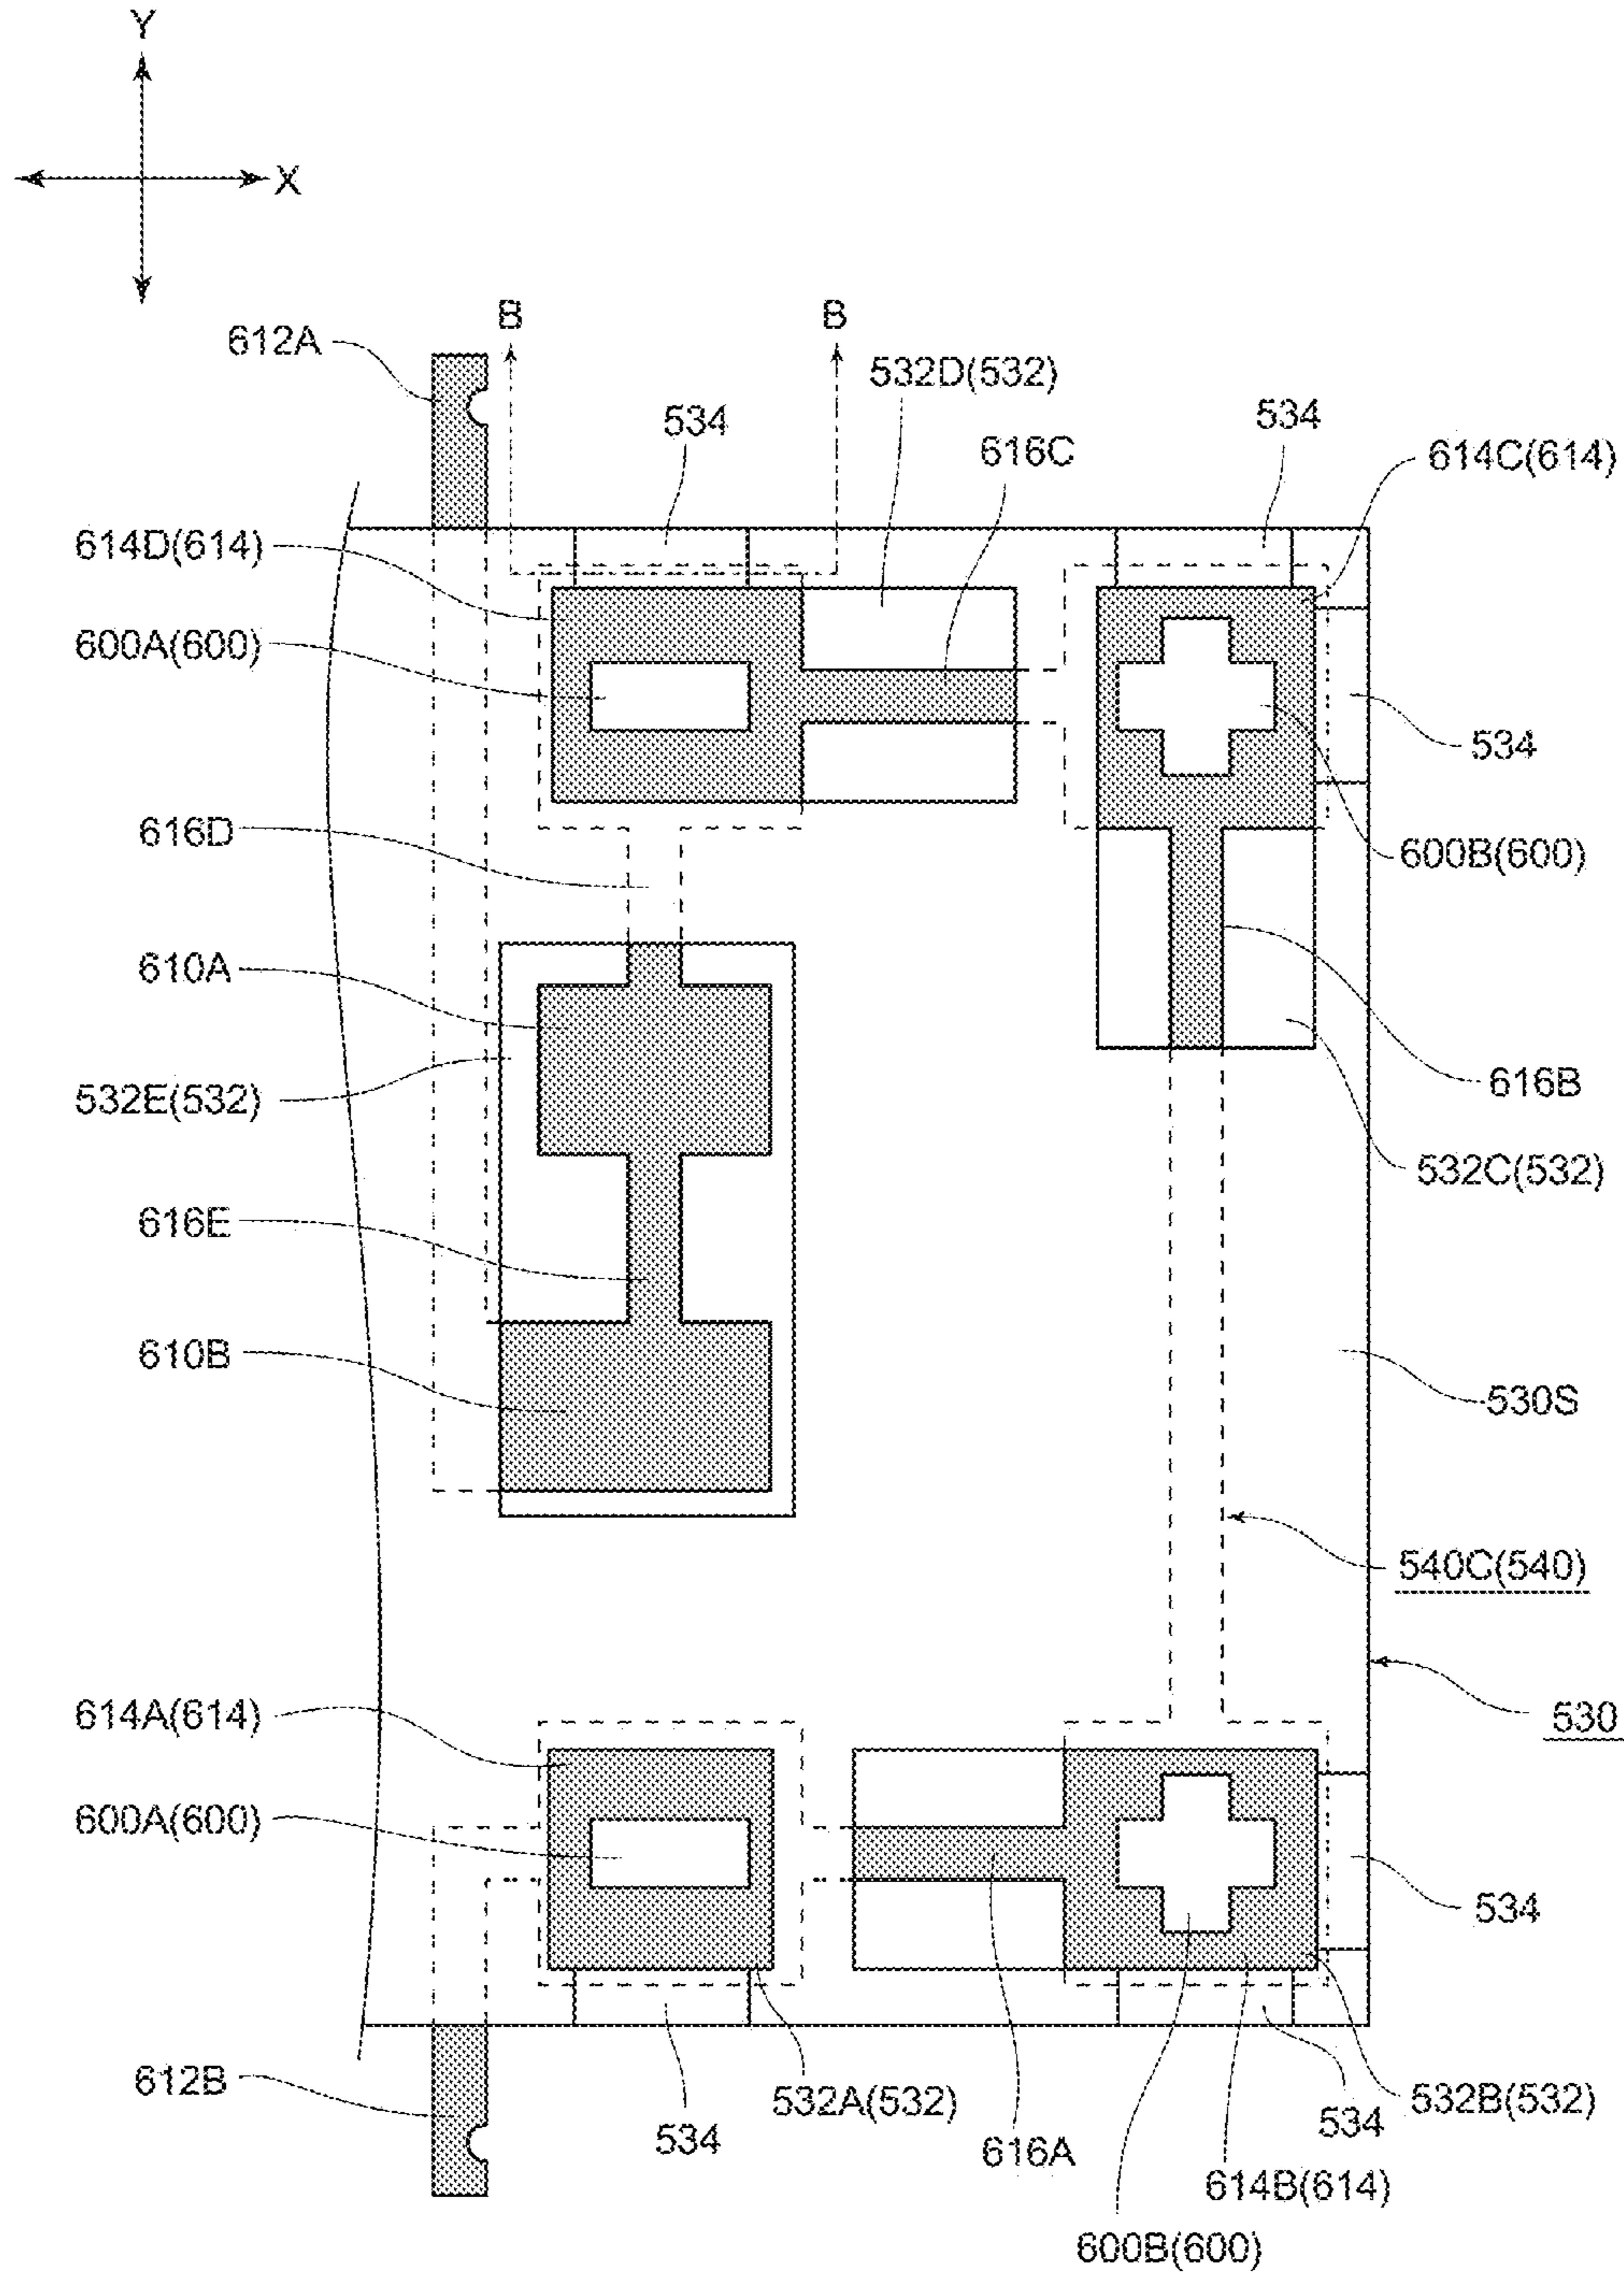 Y
X
B
B
612A
532D(532)
534
534
616C
614C(614)
614D(614)
600A(600)
534
616D
600B(600)
610A
616B
532E(532)
532C(532)
616E
610B
530S
540C(540)
614A(614)
530
600A(600)
534
612B
532A(532)
532B(532)
534
534
616A
614B(614)
600B(600)